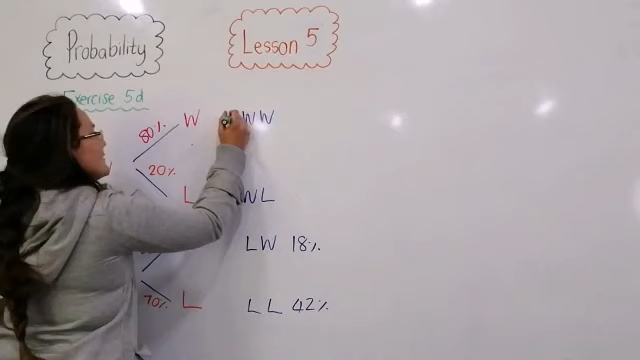 Probability
Lesson 5
Exercise 5d
80% W
WW
20%
L
WL
LW 18%
70% L
LL 42%